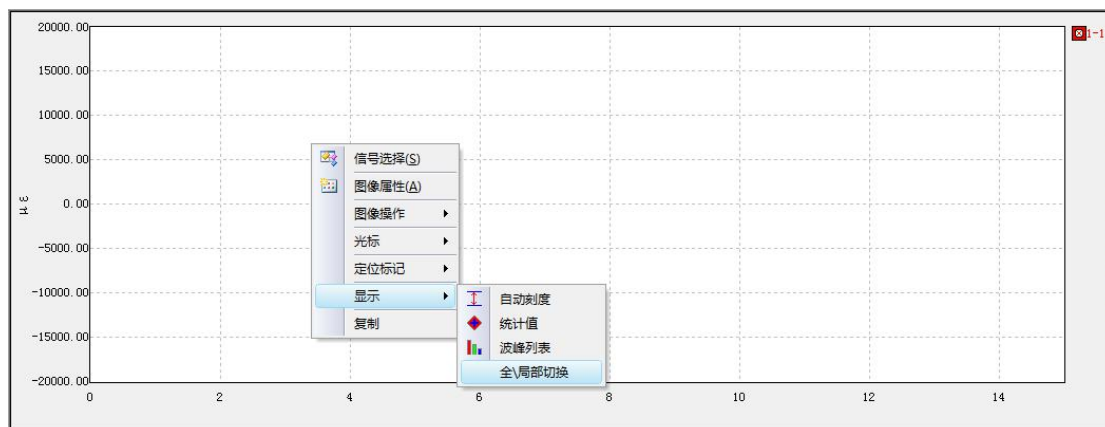 20000.00
1-1
15000.00
10000.00
5000.00
0.00
-5000.00
-10000.00
-15000.00
-20000.00
με
信号选择(S)
图像属性(A)
图像操作
光标
定位标记
显示
复制
自动刻度
统计值
波峰列表
全\局部切换
0 2 4 6 8 10 12 14